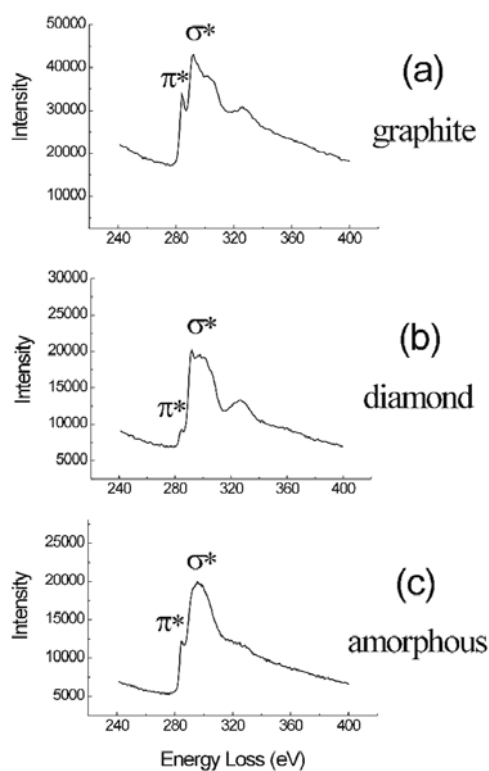 50000
σ*
40000
(a)
π*
30000
graphite
20000
10000
Intensity
240 280 320 360 400
30000
25000
σ*
(b)
20000
15000
diamond
π*
10000
5000
Intensity
240 280 320 360 400
25000
σ*
(c)
20000
15000
π*
amorphous
10000
5000
Intensity
240 280 320 360 400
Energy Loss (eV)